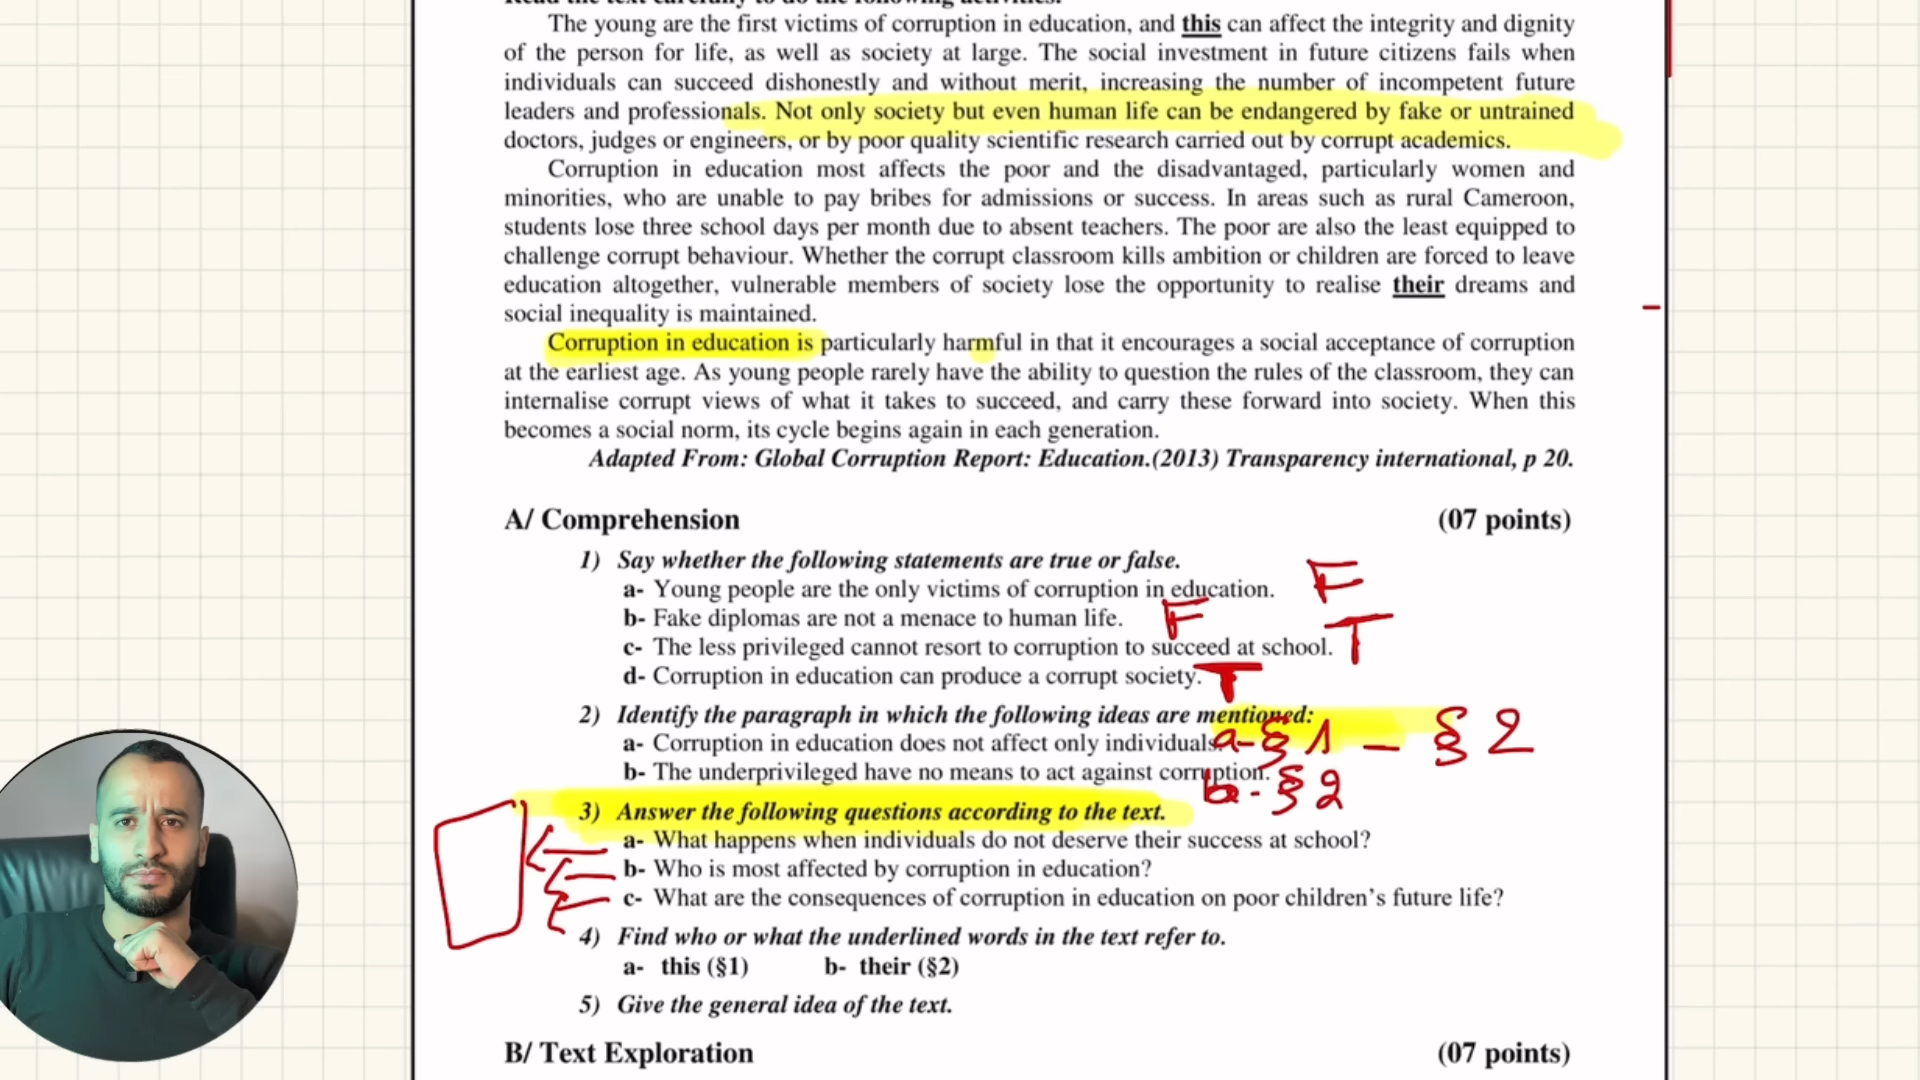 Read the text carefully to do the following activities.
The young are the first victims of corruption in education, and this can affect the integrity and dignity
of the person for life, as well as society at large. The social investment in future citizens fails when
individuals can succeed dishonestly and without merit, increasing the number of incompetent future
leaders and professionals. Not only society but even human life can be endangered by fake or untrained
doctors, judges or engineers, or by poor quality scientific research carried out by corrupt academics.
Corruption in education most affects the poor and the disadvantaged, particularly women and
minorities, who are unable to pay bribes for admissions or success. In areas such as rural Cameroon,
students lose three school days per month due to absent teachers. The poor are also the least equipped to
challenge corrupt behaviour. Whether the corrupt classroom kills ambition or children are forced to leave
education altogether, vulnerable members of society lose the opportunity to realise their dreams and
social inequality is maintained.
Corruption in education is particularly harmful in that it encourages a social acceptance of corruption
at the earliest age. As young people rarely have the ability to question the rules of the classroom, they can
internalise corrupt views of what it takes to succeed, and carry these forward into society. When this
becomes a social norm, its cycle begins again in each generation.
Adapted From: Global Corruption Report: Education.(2013) Transparency international, p 20.
A/ Comprehension (07 points)
1) Say whether the following statements are true or false.
a- Young people are the only victims of corruption in education. F
b- Fake diplomas are not a menace to human life. F
c- The less privileged cannot resort to corruption to succeed at school. T
d- Corruption in education can produce a corrupt society. T
2) Identify the paragraph in which the following ideas are mentioned:
a- Corruption in education does not affect only individuals. a- § 1 – § 2
b- The underprivileged have no means to act against corruption. b- § 2
3) Answer the following questions according to the text.
a- What happens when individuals do not deserve their success at school?
b- Who is most affected by corruption in education?
c- What are the consequences of corruption in education on poor children's future life?
4) Find who or what the underlined words in the text refer to.
a- this (§1) b- their (§2)
5) Give the general idea of the text.
B/ Text Exploration (07 points)